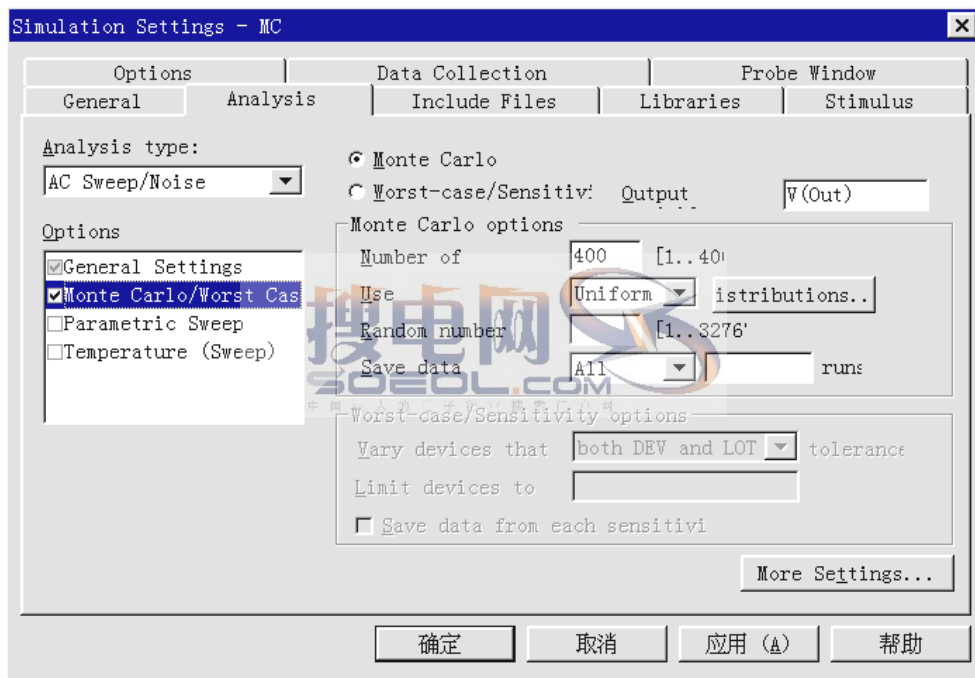 Simulation Settings - MC
Options Data Collection Probe Window
General Analysis Include Files Libraries Stimulus
Analysis type:
AC Sweep/Noise
Options
General Settings
Monte Carlo/Worst Cas
Parametric Sweep
Temperature (Sweep)
Monte Carlo
Worst-case/Sensitivi Output V(Out)
Monte Carlo options
Number of 400 [1..40
Use Uniform istributions..
Random number [1..3276
Save data All runs
Worst-case/Sensitivity options
Vary devices that both DEV and LOT tolerance
Limit devices to
Save data from each sensitivi
More Settings...
确定 取消 应用 (A) 帮助
搜电网
SOEOL.COM